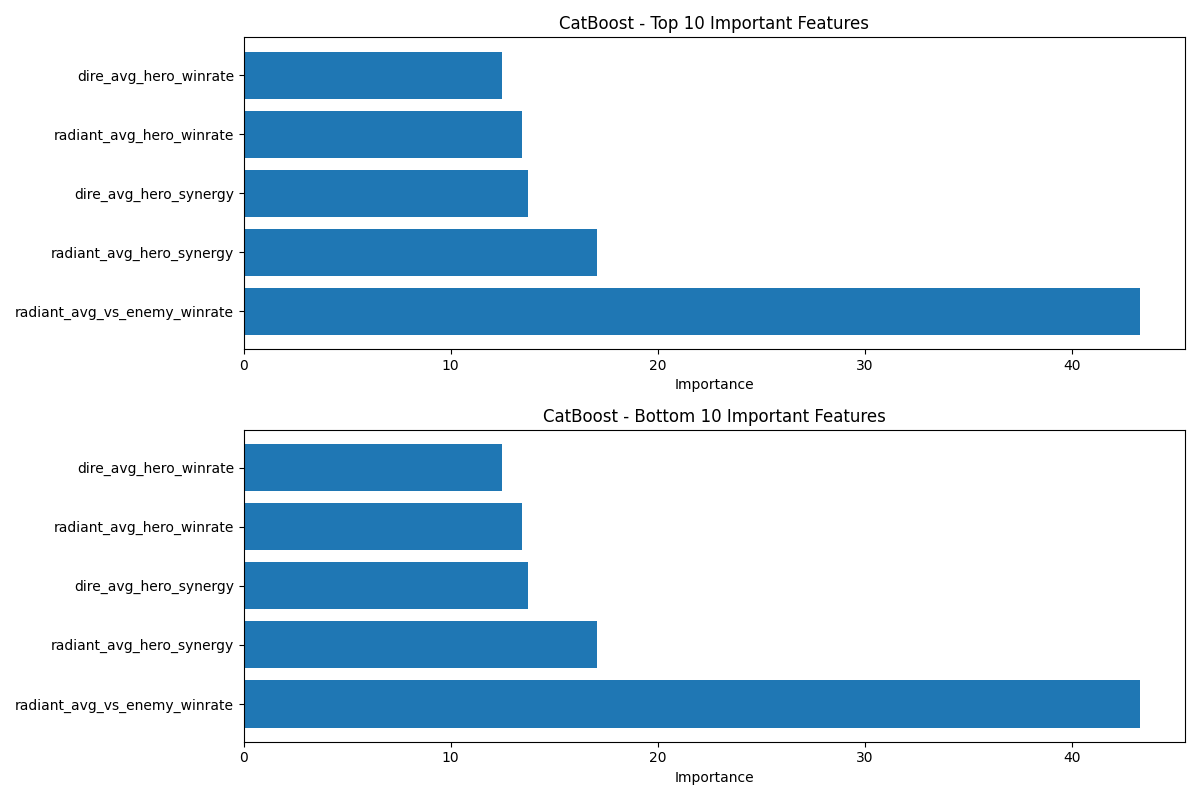 CatBoost - Top 10 Important Features
dire_avg_hero_winrate
radiant_avg_hero_winrate
dire_avg_hero_synergy
radiant_avg_hero_synergy
radiant_avg_vs_enemy_winrate
0 10 20 30 40
Importance
CatBoost - Bottom 10 Important Features
dire_avg_hero_winrate
radiant_avg_hero_winrate
dire_avg_hero_synergy
radiant_avg_hero_synergy
radiant_avg_vs_enemy_winrate
0 10 20 30 40
Importance